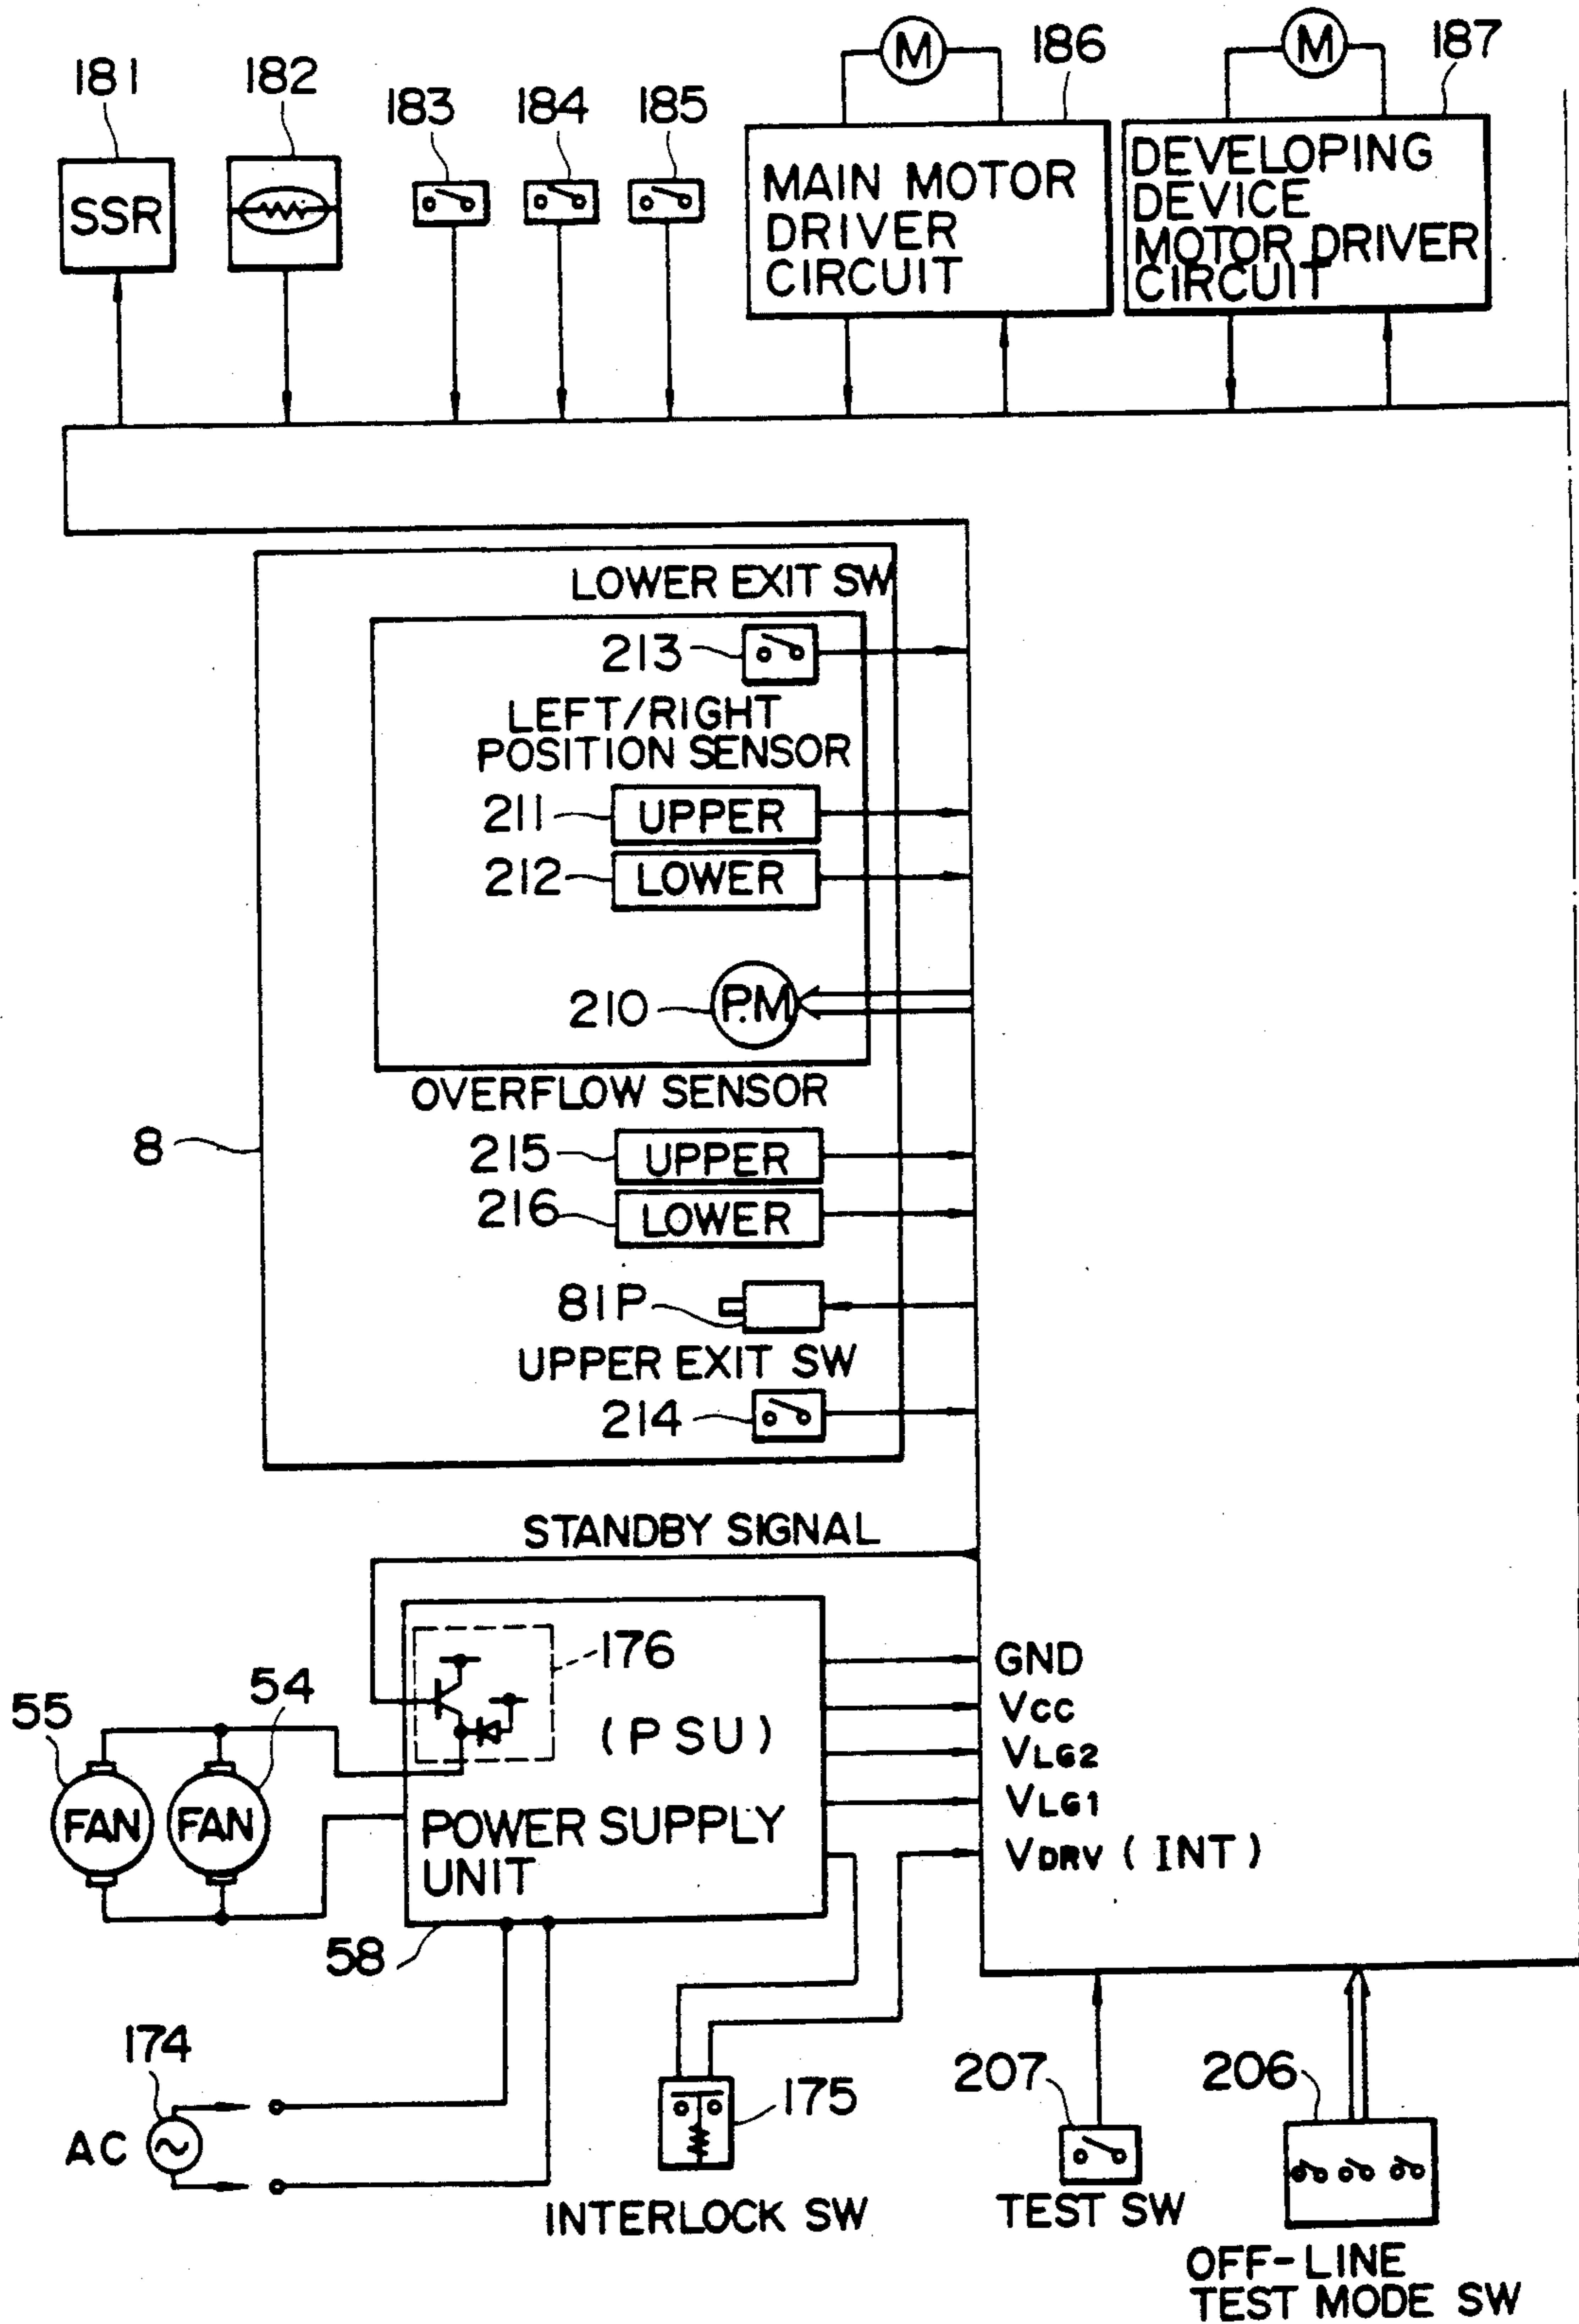 181
182
183
184
185
M
186
M
187
SSR
MAIN MOTOR
DRIVER
CIRCUIT
DEVELOPING
DEVICE
MOTOR DRIVER
CIRCUIT
LOWER EXIT SW
213
LEFT/RIGHT
POSITION SENSOR
211
UPPER
212
LOWER
210
P.M
OVERFLOW SENSOR
8
215
UPPER
216
LOWER
81P
UPPER EXIT SW
214
STANDBY SIGNAL
176
(PSU)
POWER SUPPLY
UNIT
58
55
54
FAN
FAN
GND
VCC
VLG2
VLG1
VDRV (INT)
174
AC
175
INTERLOCK SW
207
TEST SW
206
OFF-LINE
TEST MODE SW